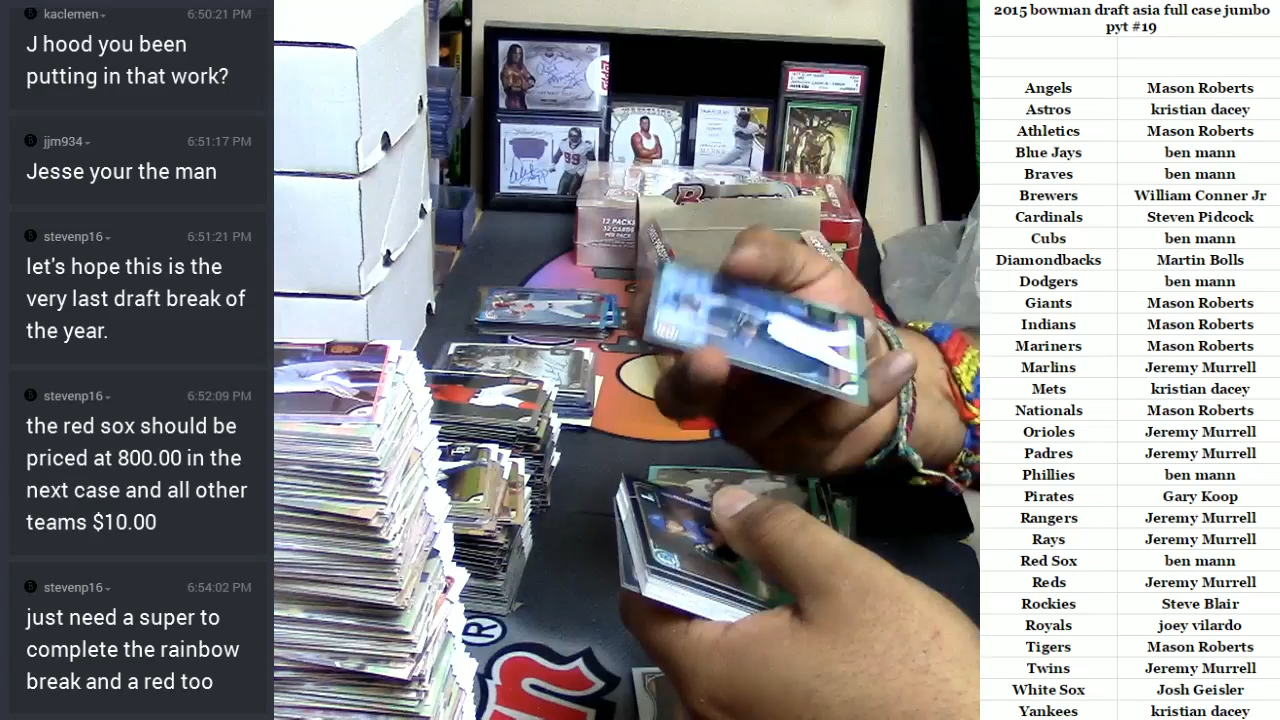 kaclemen 6:50:21 PM
J hood you been
putting in that work?
jjm934 6:51:17 PM
Jesse your the man
stevenp16 6:51:21 PM
let's hope this is the
very last draft break of
the year.
stevenp16 6:52:09 PM
the red sox should be
priced at 800.00 in the
next case and all other
teams $10.00
stevenp16 6:54:02 PM
just need a super to
complete the rainbow
break and a red too
12 PACKS
32 CARDS
PER PACK
99
®
2015 bowman draft asia full case jumbo
pyt #19
Angels Mason Roberts
Astros kristian dacey
Athletics Mason Roberts
Blue Jays ben mann
Braves ben mann
Brewers William Conner Jr
Cardinals Steven Pidcock
Cubs ben mann
Diamondbacks Martin Bolls
Dodgers ben mann
Giants Mason Roberts
Indians Mason Roberts
Mariners Mason Roberts
Marlins Jeremy Murrell
Mets kristian dacey
Nationals Mason Roberts
Orioles Jeremy Murrell
Padres Jeremy Murrell
Phillies ben mann
Pirates Gary Koop
Rangers Jeremy Murrell
Rays Jeremy Murrell
Red Sox ben mann
Reds Jeremy Murrell
Rockies Steve Blair
Royals joey vilardo
Tigers Mason Roberts
Twins Jeremy Murrell
White Sox Josh Geisler
Yankees kristian dacey